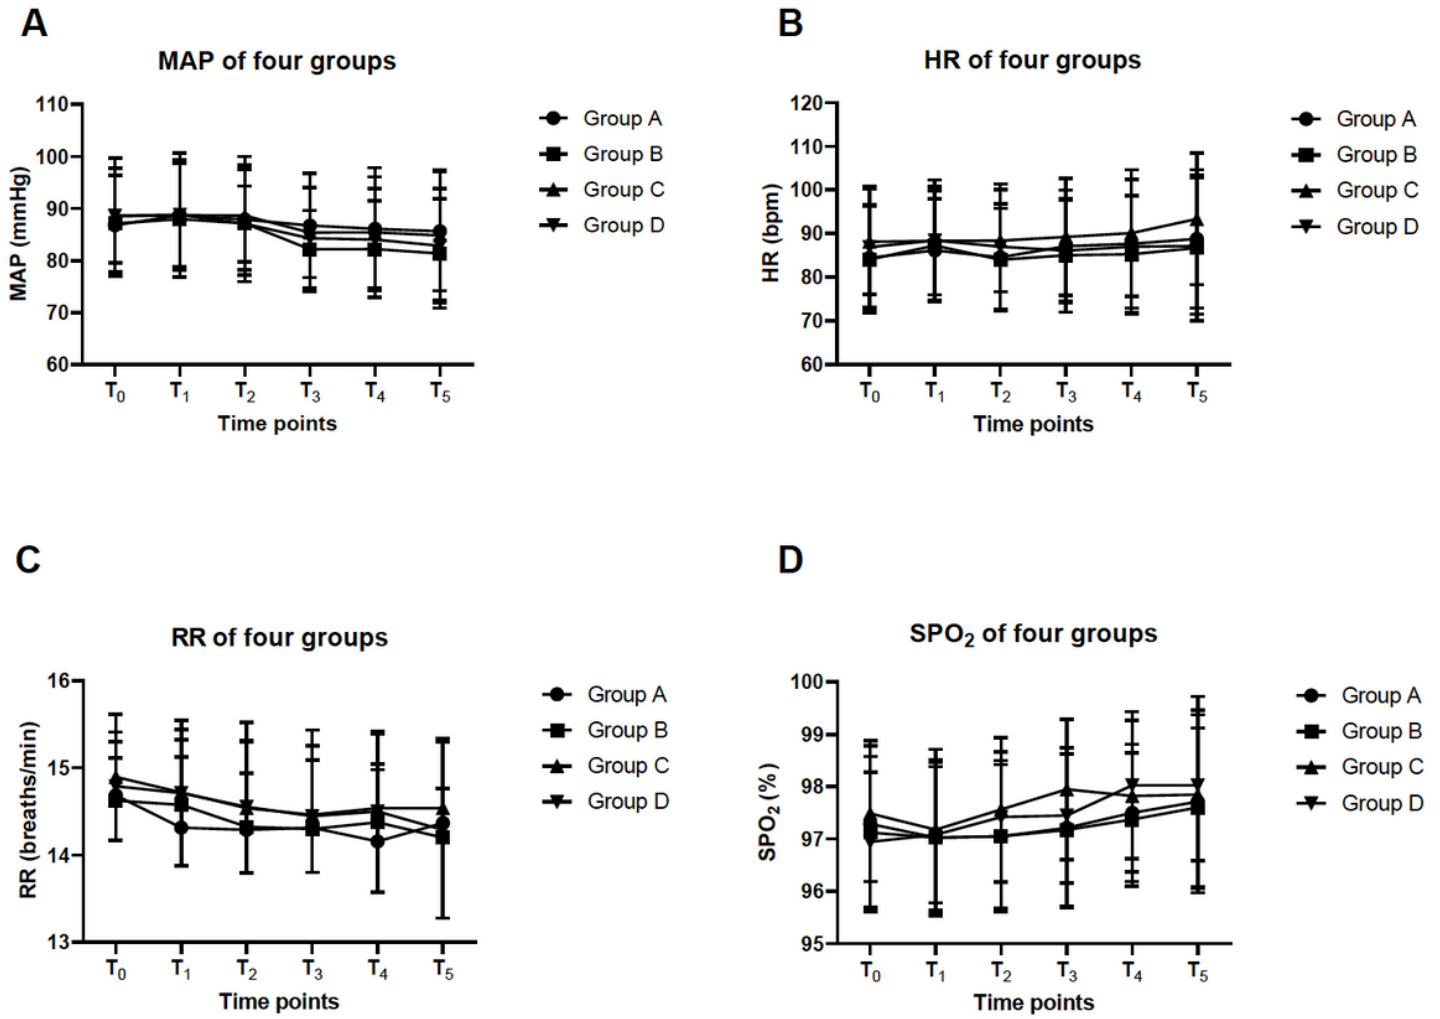 A
MAP of four groups
MAP (mmHg)
110
100
90
80
70
60
T0 T1 T2 T3 T4 T5
Time points
Group A
Group B
Group C
Group D
B
HR of four groups
HR (bpm)
120
110
100
90
80
70
60
T0 T1 T2 T3 T4 T5
Time points
Group A
Group B
Group C
Group D
C
RR of four groups
RR (breaths/min)
16
15
14
13
T0 T1 T2 T3 T4 T5
Time points
Group A
Group B
Group C
Group D
D
SPO2 of four groups
SPO2 (%)
100
99
98
97
96
95
T0 T1 T2 T3 T4 T5
Time points
Group A
Group B
Group C
Group D